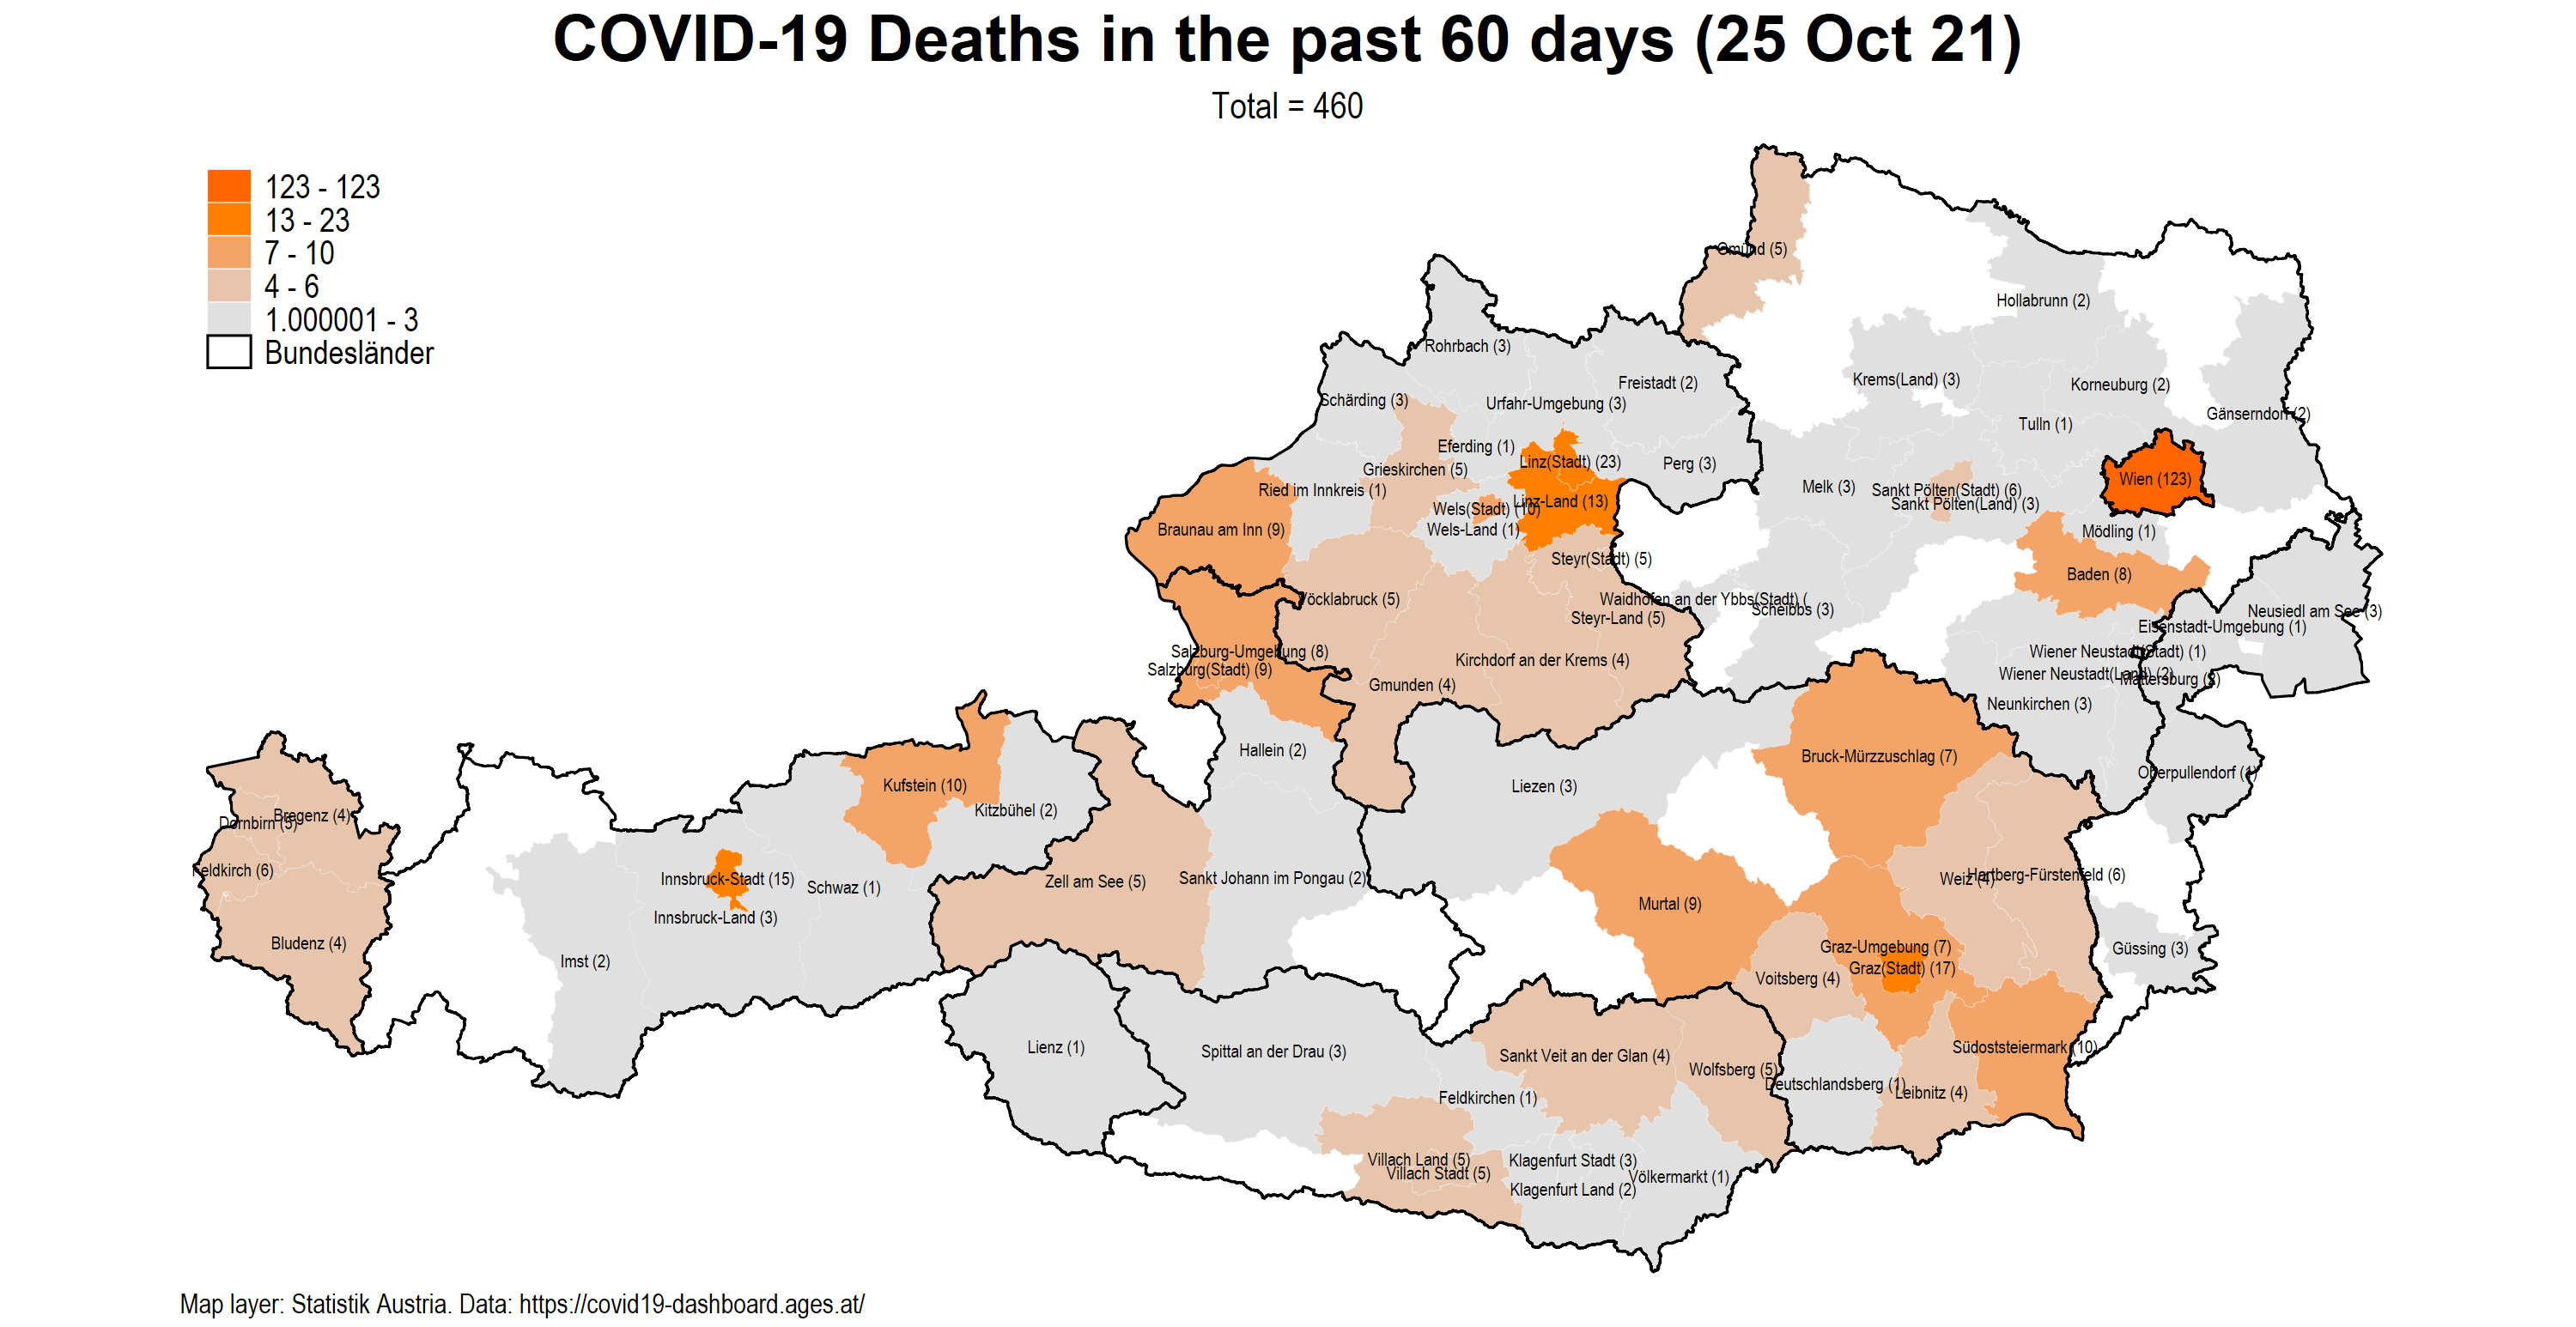 COVID-19 Deaths in the past 60 days (25 Oct 21)
Total = 460
123 - 123
13 - 23
7 - 10
4 - 6
1.000001 - 3
Bundesländer
Gmünd (5)
Hollabrunn (2)
Rohrbach (3)
Freistadt (2)
Krems(Land) (3)
Korneuburg (2)
Schärding (3)
Urfahr-Umgebung (3)
Gänserndorf (2)
Tulln (1)
Eferding (1)
Linz(Stadt) (23)
Perg (3)
Grieskirchen (5)
Wien (123)
Ried im Innkreis (1)
Melk (3)
Sankt Pölten(Stadt) (6)
Sankt Pölten(Land) (3)
Linz-Land (13)
Wels(Stadt) (10)
Wels-Land (1)
Braunau am Inn (9)
Mödling (1)
Steyr(Stadt) (5)
Baden (8)
Vöcklabruck (5)
Waidhofen an der Ybbs(Stadt) (
Scheibbs (3)
Steyr-Land (5)
Neusiedl am See (3)
Eisenstadt-Umgebung (1)
Salzburg-Umgebung (8)
Salzburg(Stadt) (9)
Kirchdorf an der Krems (4)
Wiener Neustadt(Stadt) (1)
Wiener Neustadt(Land) (2)
Mattersburg (2)
Gmunden (4)
Neunkirchen (3)
Hallein (2)
Bruck-Mürzzuschlag (7)
Oberpullendorf (1)
Kufstein (10)
Liezen (3)
Kitzbühel (2)
Bregenz (4)
Dornbirn (5)
Feldkirch (6)
Innsbruck-Stadt (15)
Schwaz (1)
Zell am See (5)
Sankt Johann im Pongau (2)
Weiz (4)
Hartberg-Fürstenfeld (6)
Murtal (9)
Innsbruck-Land (3)
Bludenz (4)
Imst (2)
Graz-Umgebung (7)
Güssing (3)
Graz(Stadt) (17)
Voitsberg (4)
Lienz (1)
Spittal an der Drau (3)
Sankt Veit an der Glan (4)
Südoststeiermark (10)
Wolfsberg (5)
Deutschlandsberg (1)
Leibnitz (4)
Feldkirchen (1)
Villach Land (5)
Villach Stadt (5)
Klagenfurt Stadt (3)
Völkermarkt (1)
Klagenfurt Land (2)
Map layer: Statistik Austria. Data: https://covid19-dashboard.ages.at/